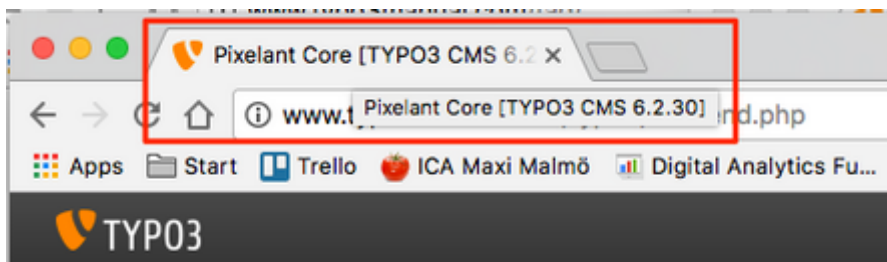 Pixelant Core [TYPO3 CMS 6.2
www.t
Pixelant Core [TYPO3 CMS 6.2.30]
nd.php
Apps Start Trello ICA Maxi Malmö Digital Analytics Fu...
TYPO3